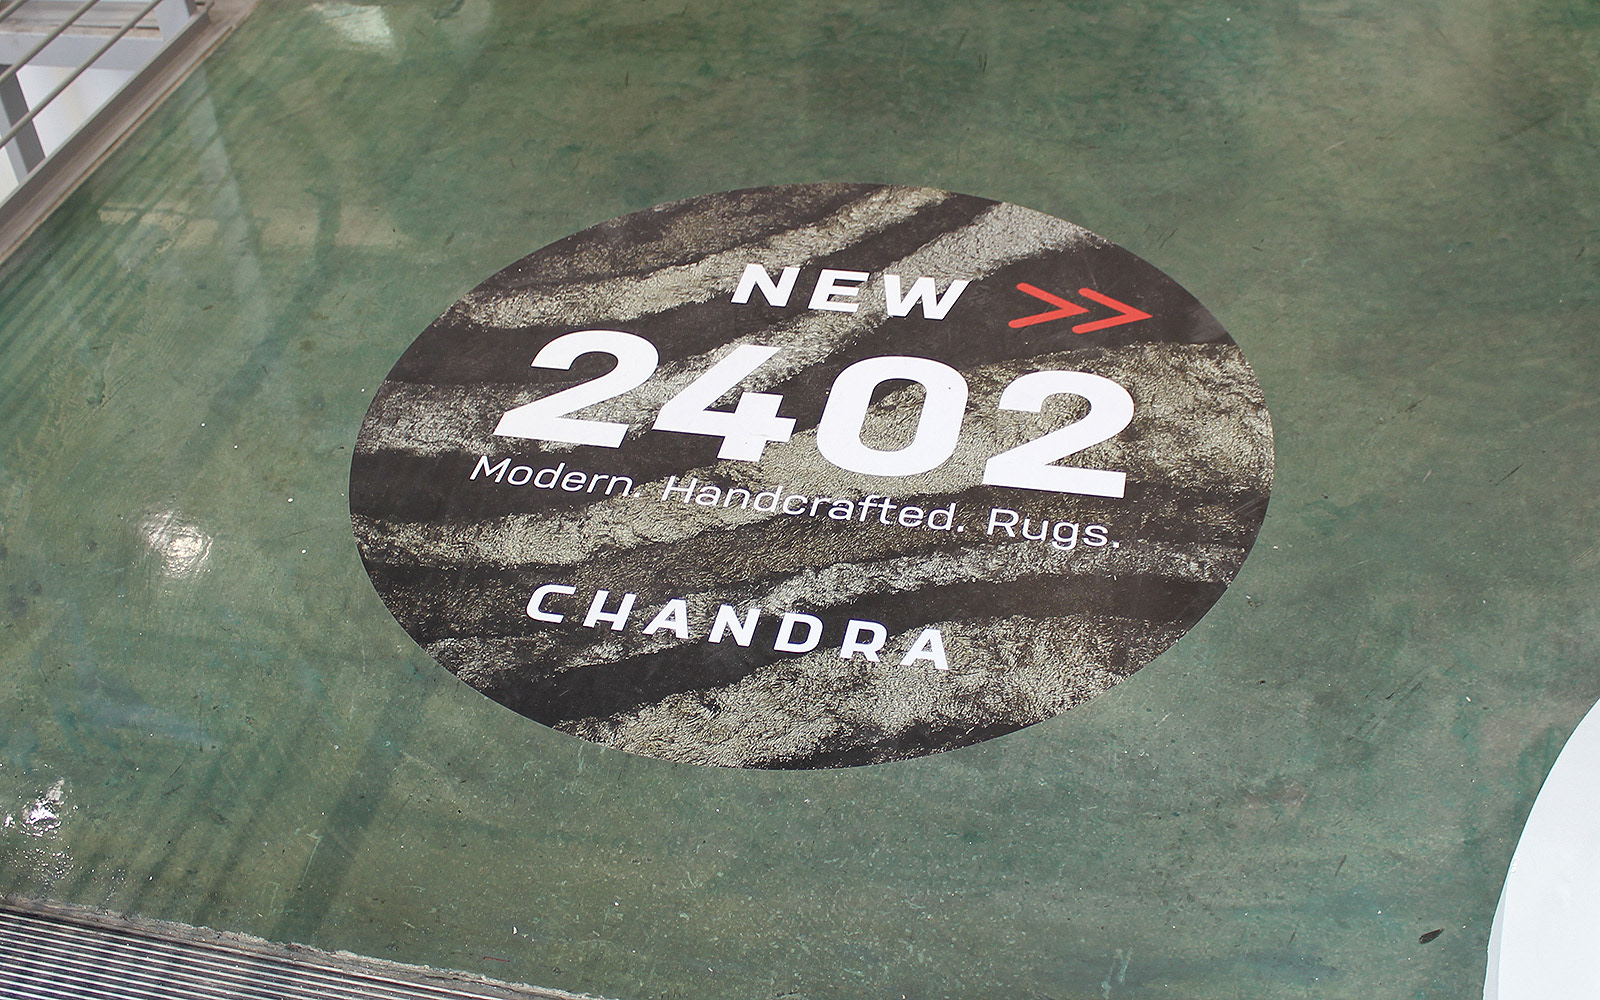 NEW
2402
Modern. Handcrafted. Rugs.
CHANDRA